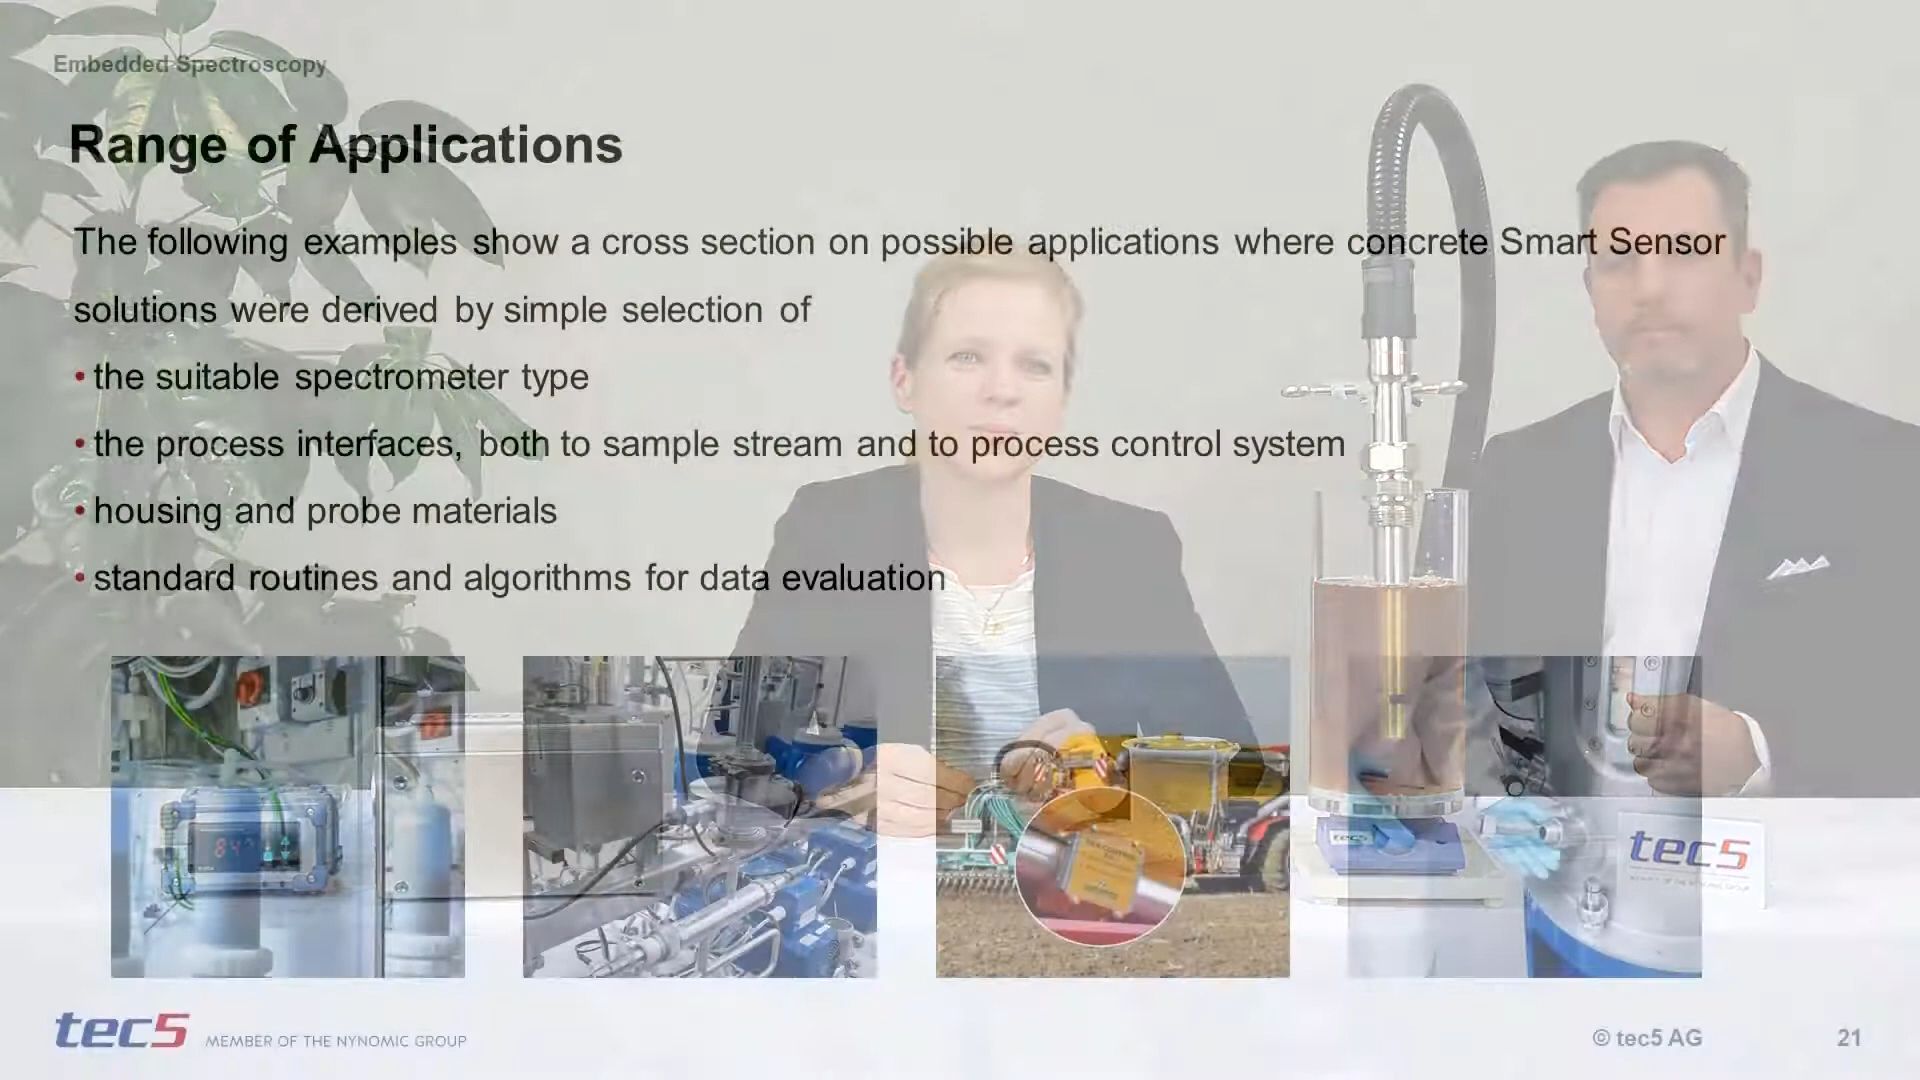 Embedded Spectroscopy
Range of Applications
The following examples show a cross section on possible applications where concrete Smart Sensor
solutions were derived by simple selection of
• the suitable spectrometer type
• the process interfaces, both to sample stream and to process control system
• housing and probe materials
• standard routines and algorithms for data evaluation
tec5
tec5
tec5 MEMBER OF THE NYNOMIC GROUP
© tec5 AG
21